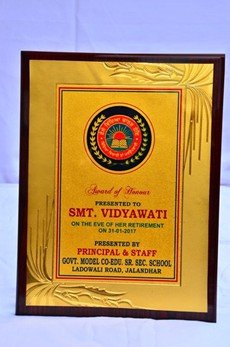 Award of Honour
PRESENTED TO
SMT. VIDYAWATI
ON THE EVE OF HER RETIREMENT
ON 31-01-2017
PRESENTED BY
PRINCIPAL & STAFF
GOVT. MODEL CO-EDU. SR. SEC. SCHOOL
LADOWALI ROAD, JALANDHAR